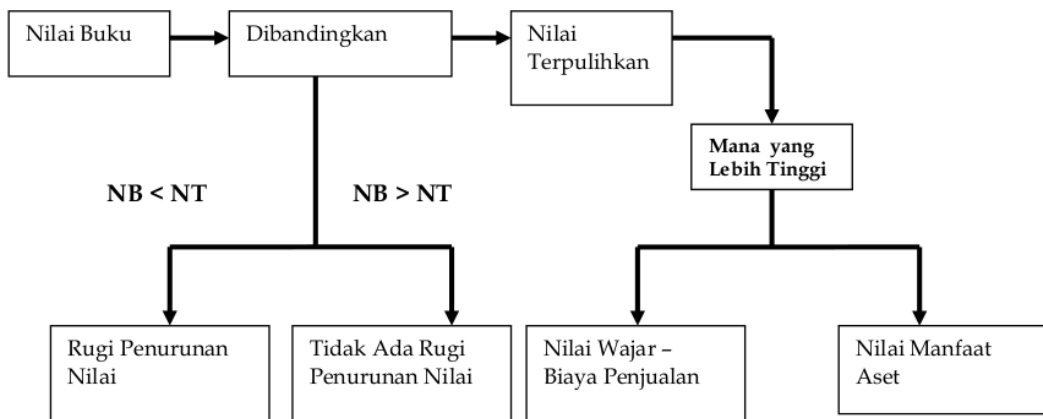 Nilai Buku
Dibandingkan
Nilai
Terpulihkan
Mana yang
Lebih Tinggi
NB < NT
NB > NT
Rugi Penurunan
Nilai
Tidak Ada Rugi
Penurunan Nilai
Nilai Wajar –
Biaya Penjualan
Nilai Manfaat
Aset